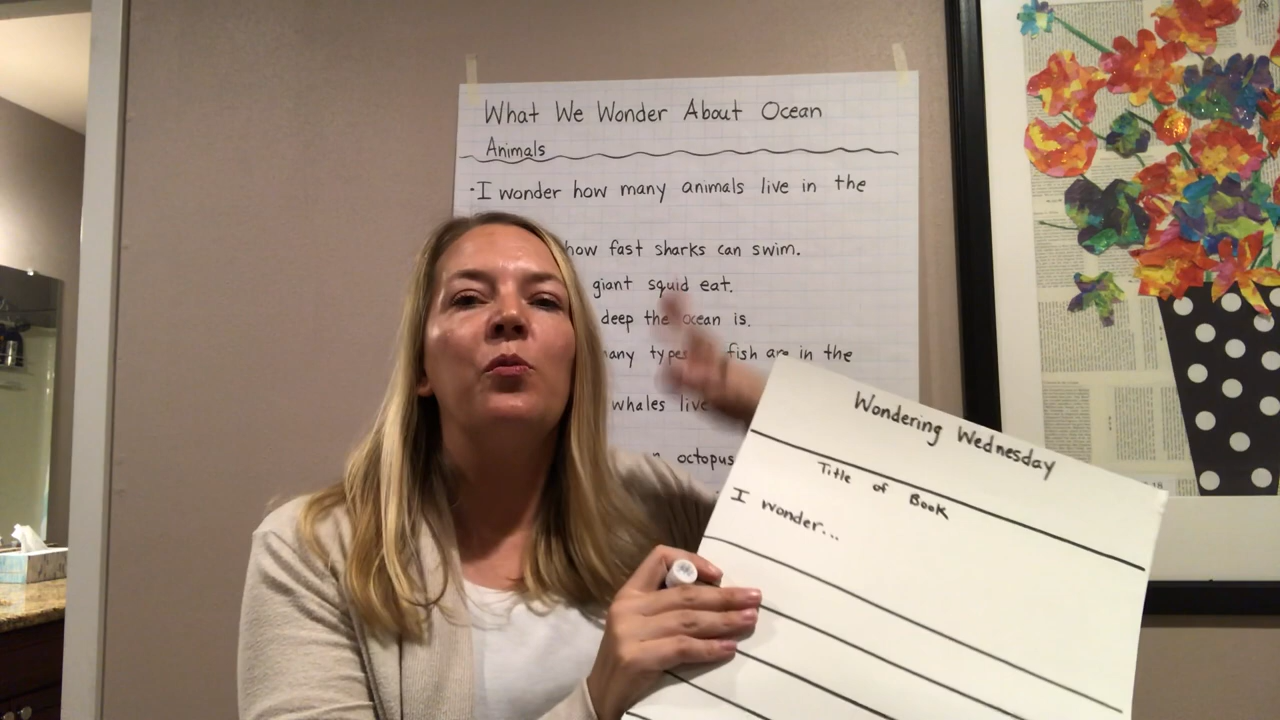 What We Wonder About Ocean
Animals
·I wonder how many animals live in the
how fast sharks can swim.
giant squid eat.
deep the ocean is.
many types fish are in the
whales live
octopus
Wondering Wednesday
Title of Book
I wonder...